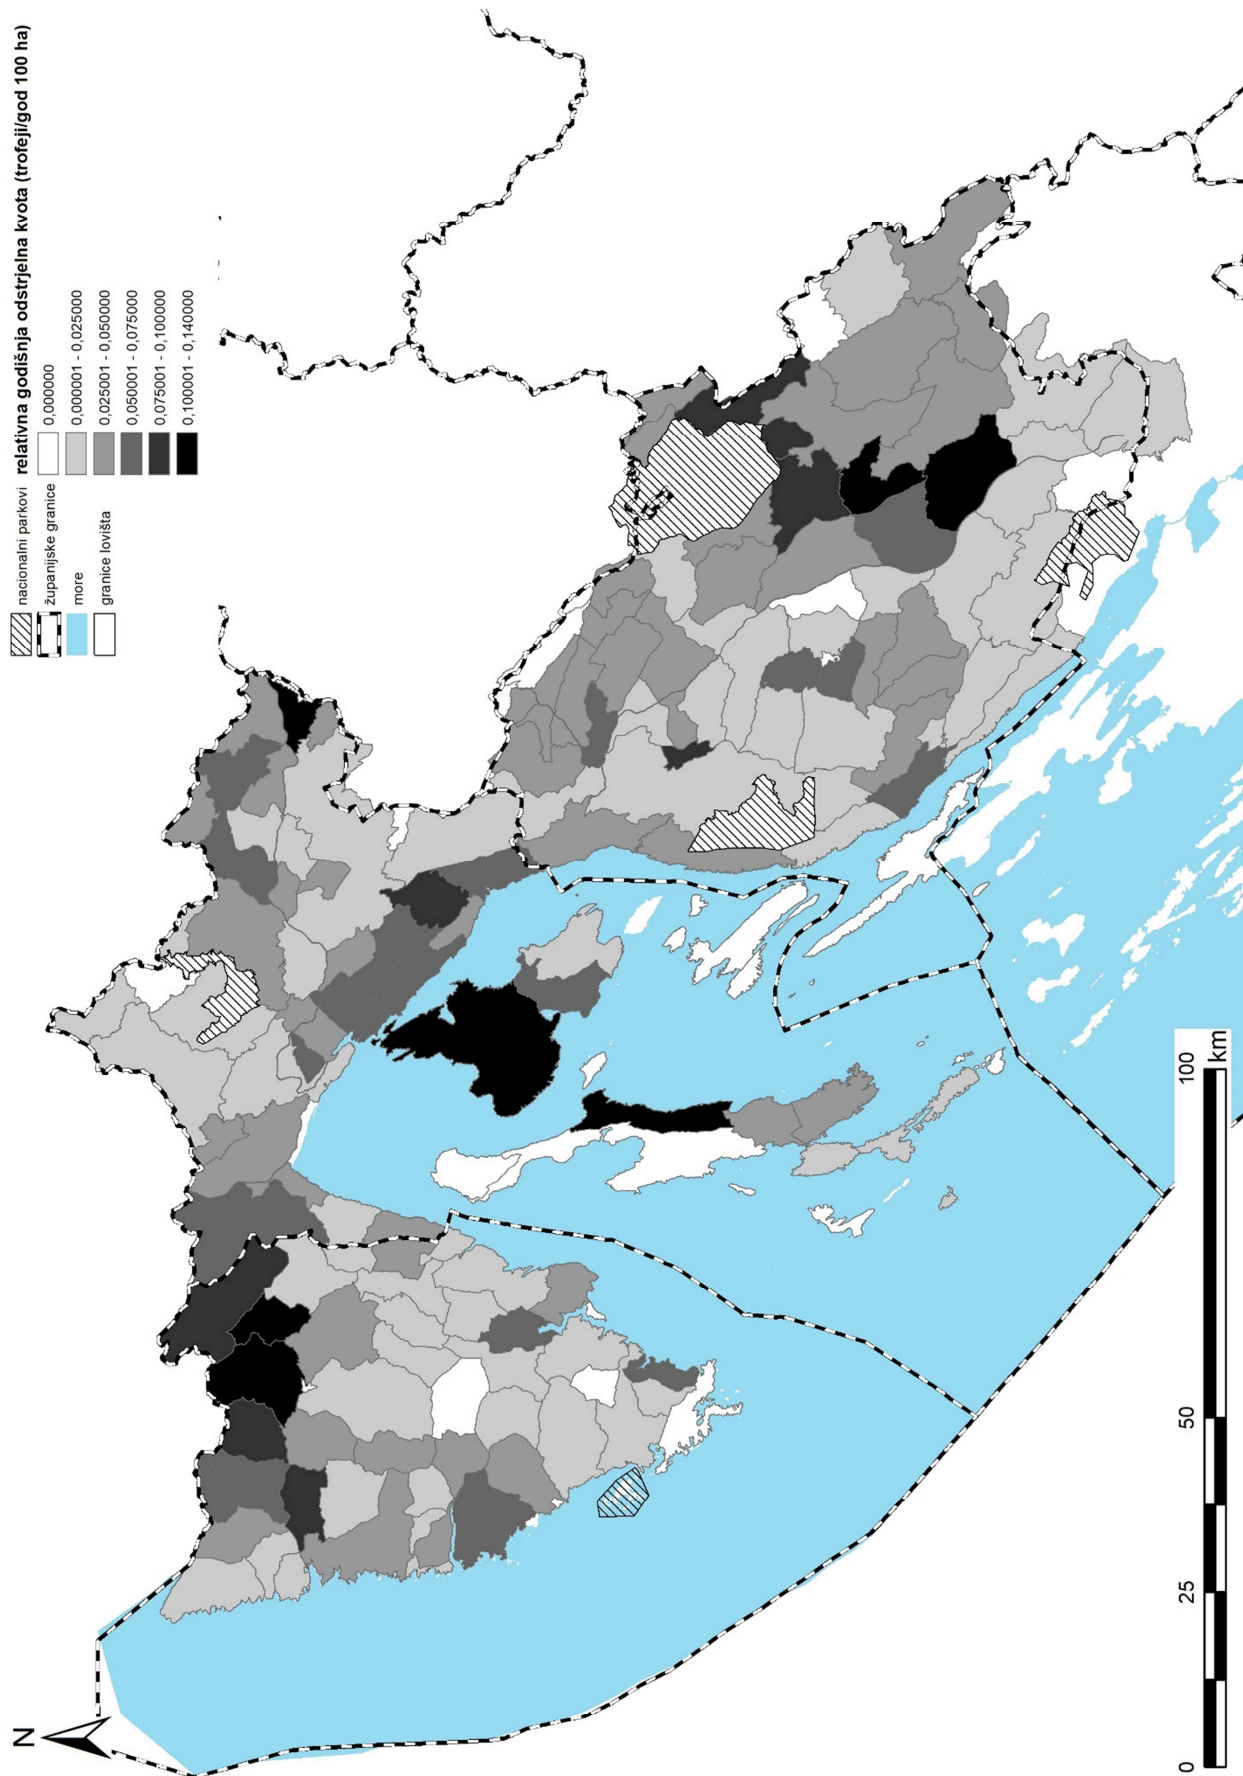 N
nacionalni parkovi
županijske granice
more
granice lovišta
relativna godišnja odstrjelna kvota (trofeji/god 100 ha)
0,000000
0,000001 - 0,025000
0,025001 - 0,050000
0,050001 - 0,075000
0,075001 - 0,100000
0,100001 - 0,140000
0 25 50 100
km